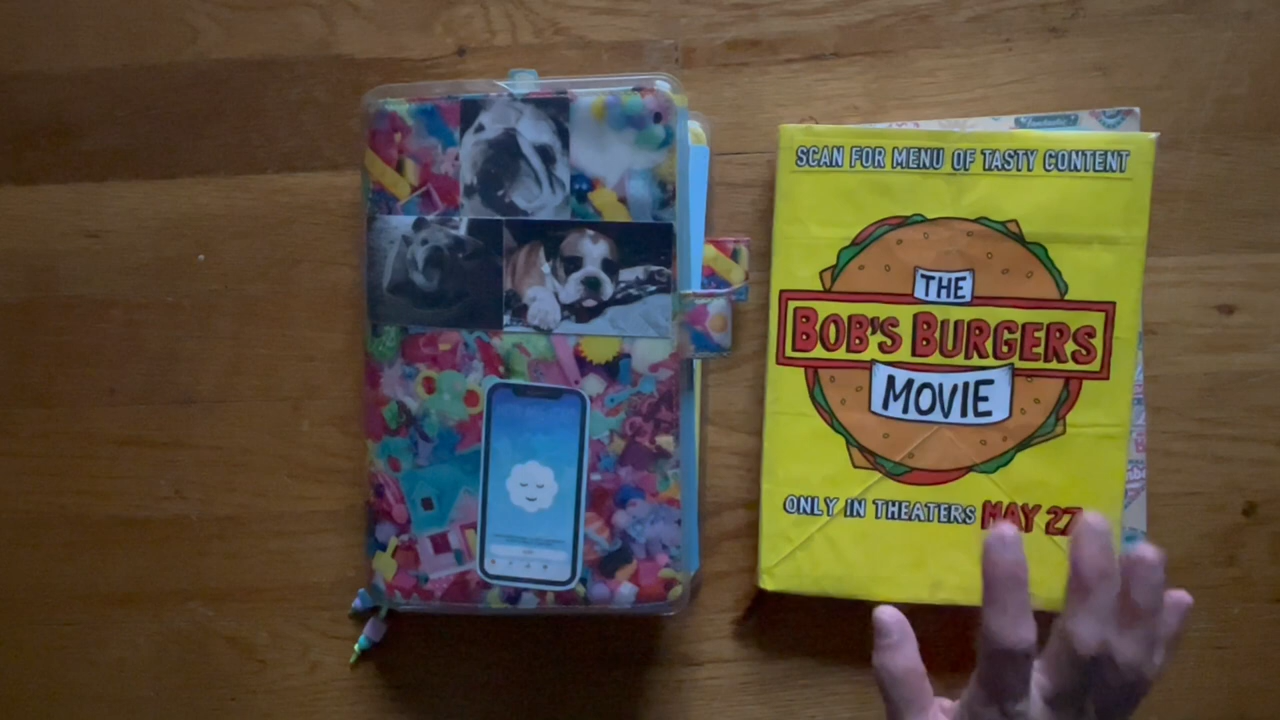 SCAN FOR MENU OF TASTY CONTENT
THE
BOB'S BURGERS
MOVIE
ONLY IN THEATERS MAY 27